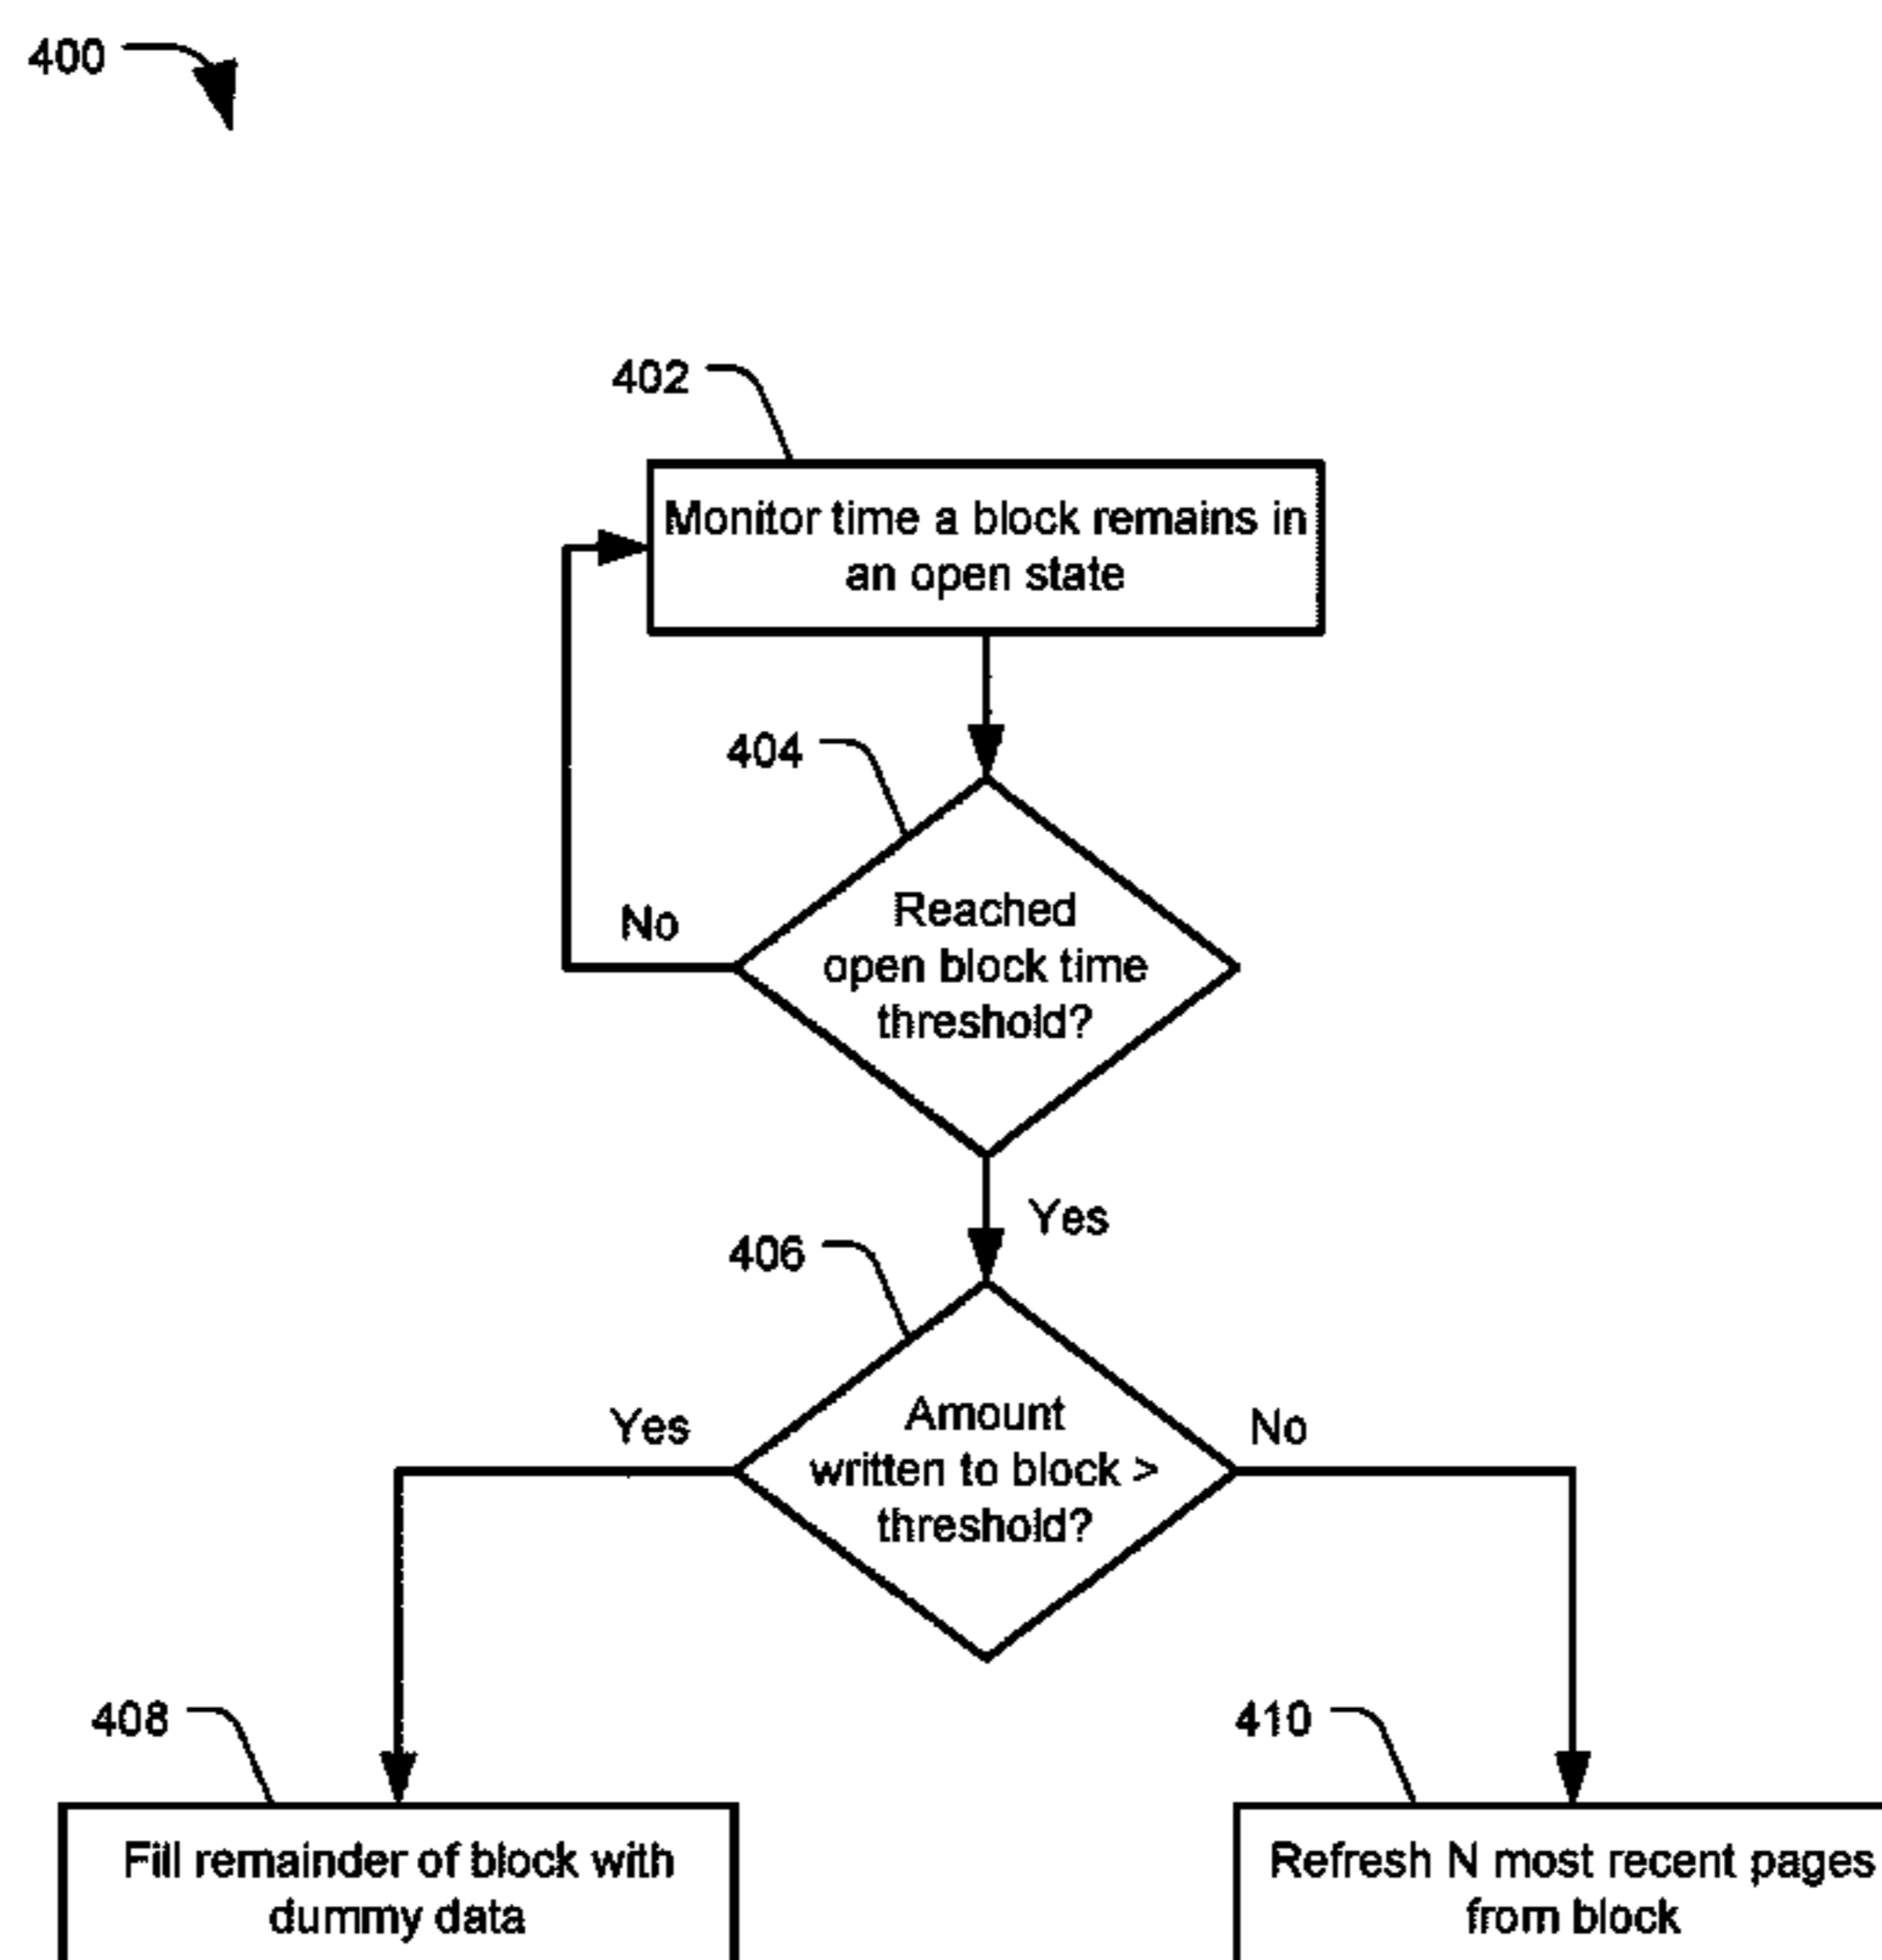 400
402
Monitor time a block remains in
an open state
404
Reached
open block time
threshold?
No
Yes
406
Amount
written to block >
threshold?
Yes
No
408
Fill remainder of block with
dummy data
410
Refresh N most recent pages
from block